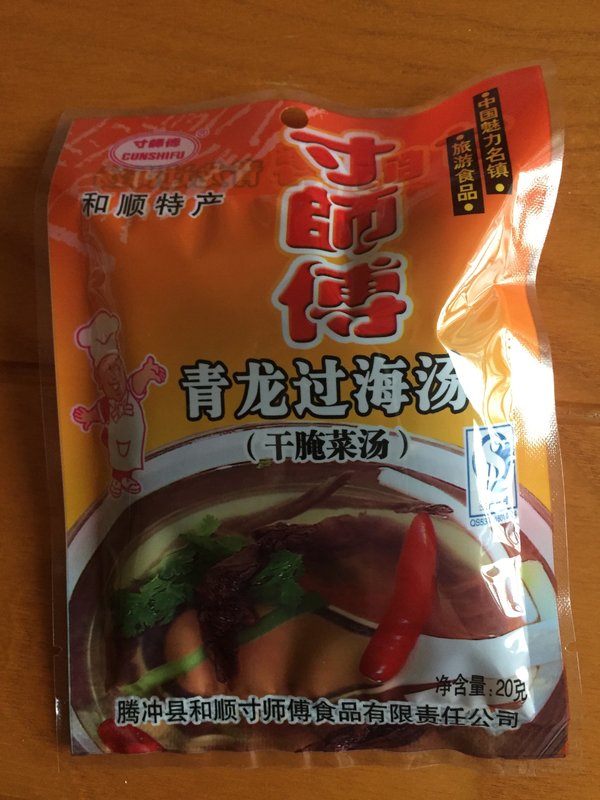 寸師傅
CUNSHIFU
和顺特产
中国魅力名镇
旅游食品
寸師傅
青龙过海汤
（干腌菜汤）
净含量:20克
腾冲县和顺寸师傅食品有限责任公司